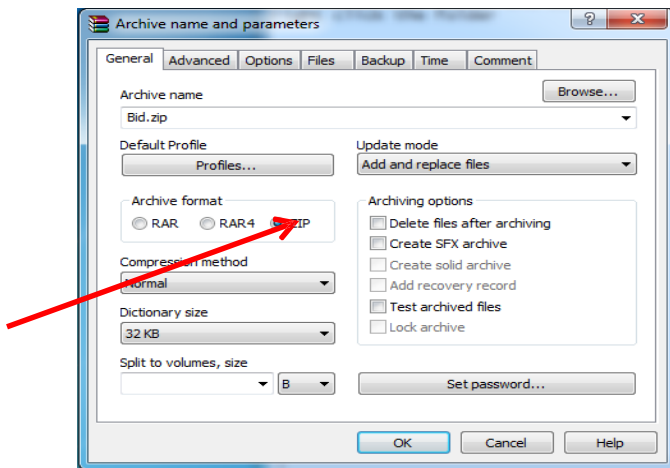 Archive name and parameters
General Advanced Options Files Backup Time Comment
Archive name
Browse...
Bid.zip
Default Profile
Profiles...
Update mode
Add and replace files
Archive format
RAR RAR4 ZIP
Compression method
Normal
Dictionary size
32 KB
Split to volumes, size
B
Archiving options
Delete files after archiving
Create SFX archive
Create solid archive
Add recovery record
Test archived files
Lock archive
Set password...
OK Cancel Help